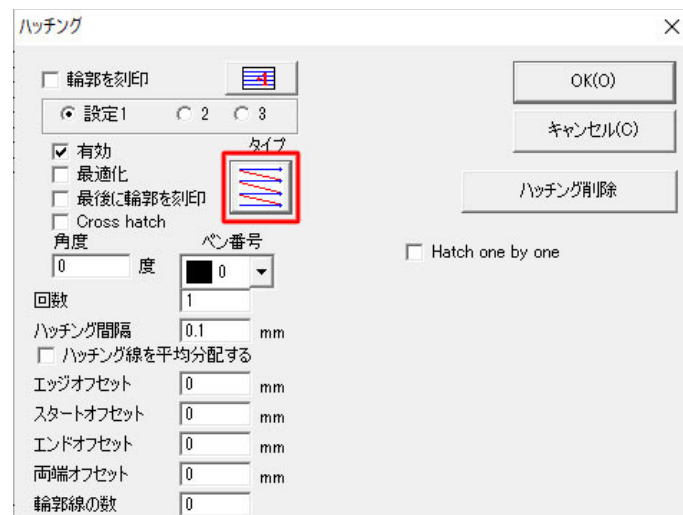 ハッチング
輪郭を刻印
OK(O)
設定1 2 3
キャンセル(C)
有効 タイプ
最適化
最後に輪郭を刻印
ハッチング削除
Cross hatch
角度 ペン番号
Hatch one by one
0 度 0
回数 1
ハッチング間隔 0.1 mm
ハッチング線を平均分配する
エッジオフセット 0 mm
スタートオフセット 0 mm
エンドオフセット 0 mm
両端オフセット 0 mm
輪郭線の数 0